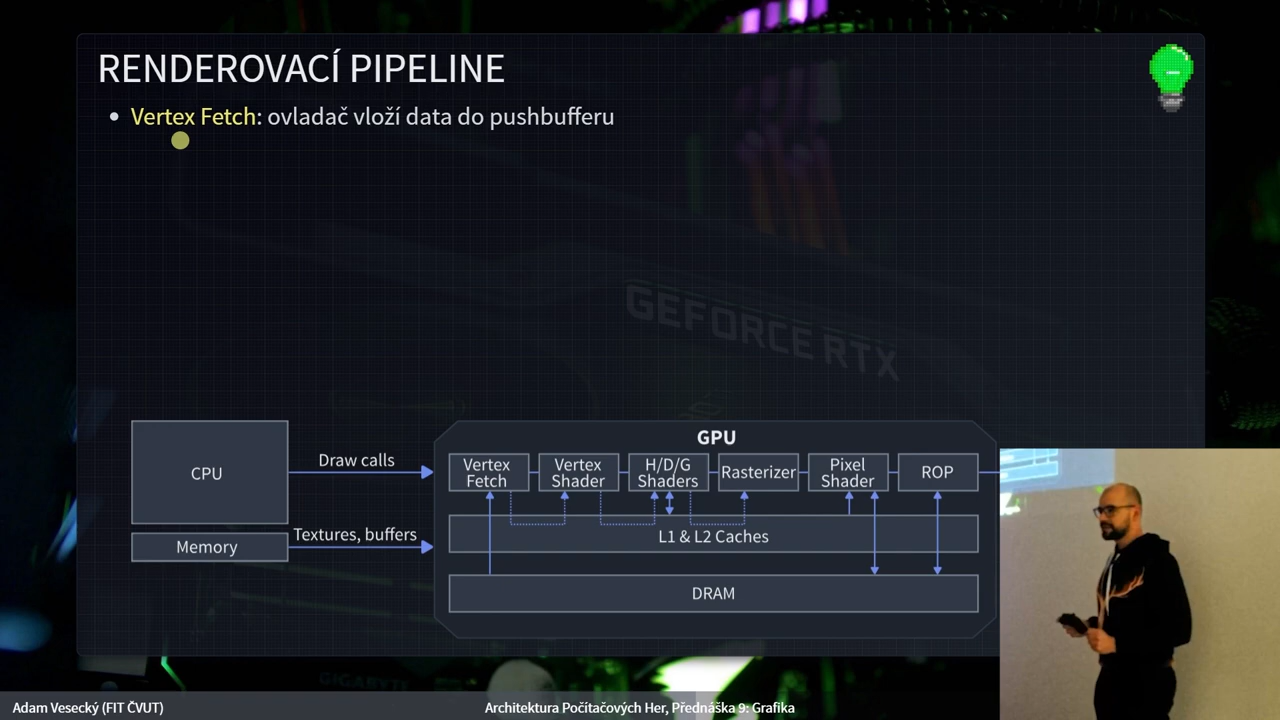 RENDEROVACÍ PIPELINE
Vertex Fetch: ovladač vloží data do pushbufferu
GEFORCE RTX
GPU
CPU
Draw calls
Vertex
Fetch
Vertex
Shader
H/D/G
Shaders
Rasterizer
Pixel
Shader
ROP
Memory
Textures, buffers
L1 & L2 Caches
DRAM
GIGABYTE
Adam Vesecký (FIT ČVUT)
Architektura Počítačových Her, Přednáška 9: Grafika